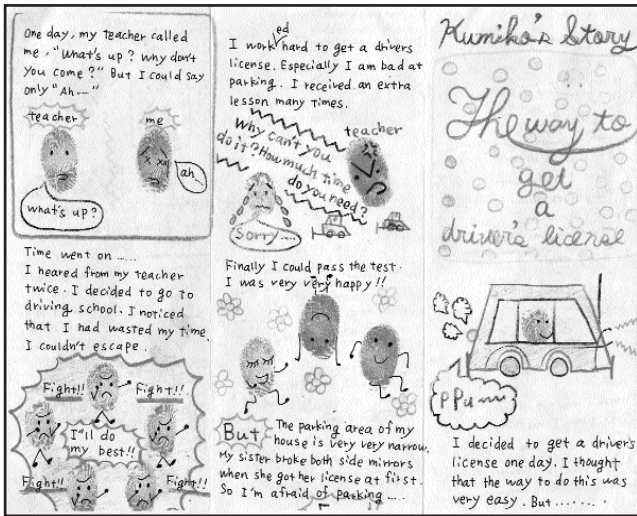 One day, my teacher called
me, "What's up? why don't
you come?" But I could say
only "Ah..."
teacher
me
ah
what's up?
Time went on ......
I heared from my teacher
twice. I decided to go to
driving school. I noticed
that I had wasted my time.
I couldn't escape.
Fight!!
Fight!!
I"ll do
my best!!
Fight!!
Fight!!
I worked hard to get a drivers
license. Especially I am bad at
parking. I received an extra
lesson many times.
teacher
Why can't you
do it? How much time
do you need?
Sorry....
Finally I could pass the test.
I was very very happy!!
But The parking area of my
house is very very narrow.
My sister broke both side mirrors
when she got her license at first.
So I'm afraid of parking ....
Kumiko's Story
The way to
get
a
driver's license
PPu~~
I decided to get a driver's
license one day. I thought
that the way to do this was
very easy. But ........